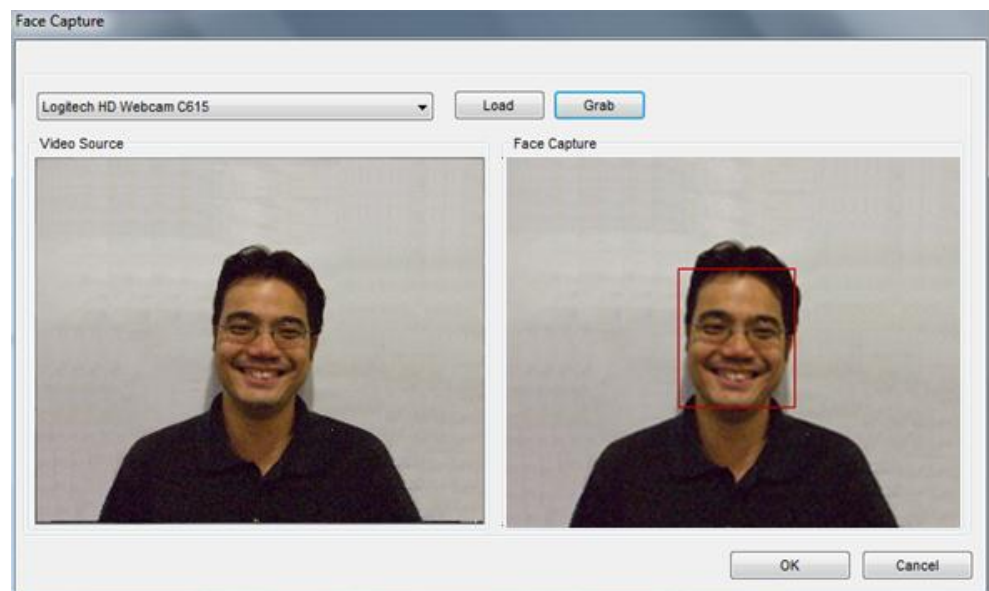 Face Capture
Logitech HD Webcam C615
Load
Grab
Video Source
Face Capture
OK
Cancel